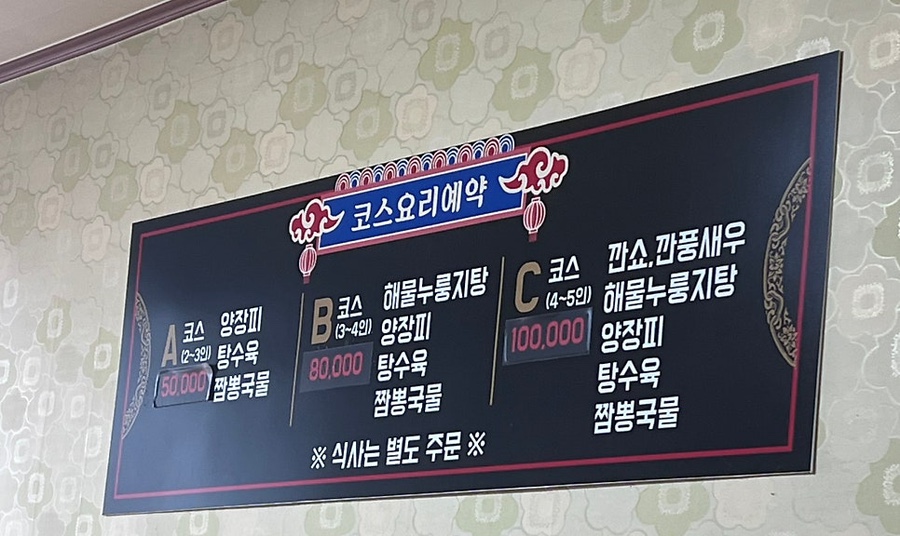 코스요리예약
A 코스
(2~3인)
50,000
양장피
탕수육
짬뽕국물
B 코스
(3~4인)
80,000
해물누룽지탕
양장피
탕수육
짬뽕국물
C 코스
(4~5인)
100,000
깐쇼.깐풍새우
해물누룽지탕
양장피
탕수육
짬뽕국물
※ 식사는 별도 주문 ※